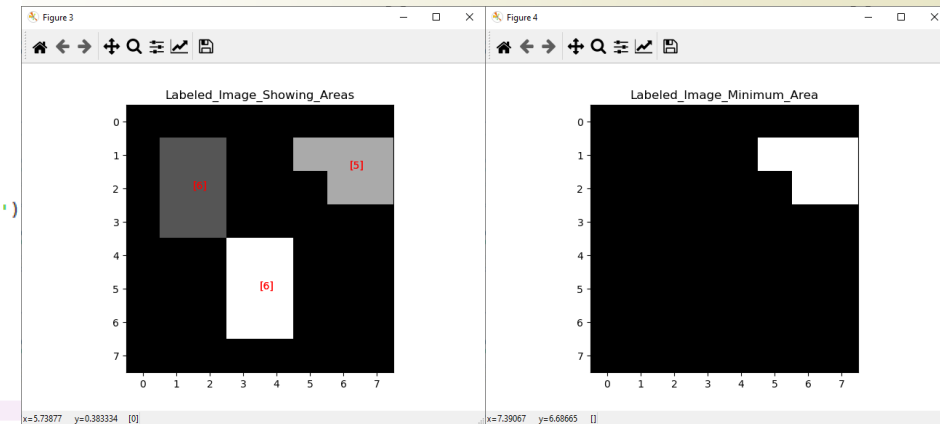 Figure 3
Figure 4
Labeled_Image_Showing_Areas
0
1
2
3
4
5
6
7
[6]
[5]
[6]
0 1 2 3 4 5 6 7
Labeled_Image_Minimum_Area
0
1
2
3
4
5
6
7
0 1 2 3 4 5 6 7
')
x=5.73877 y=0.383334 [0]
x=7.39067 y=6.68665 []